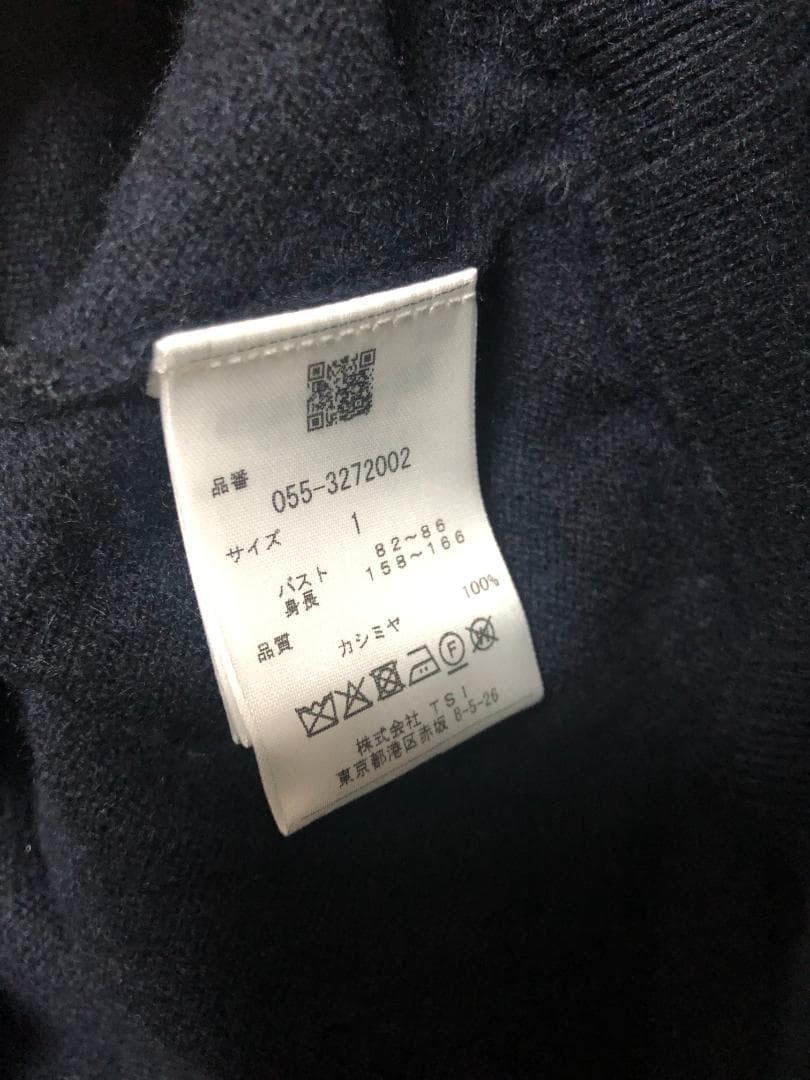 品番 055-3272002
サイズ 1
バスト 82~86
身長 158~166
品質 カシミヤ 100%
F
株式会社 TSI
東京都港区赤坂 8-5-26